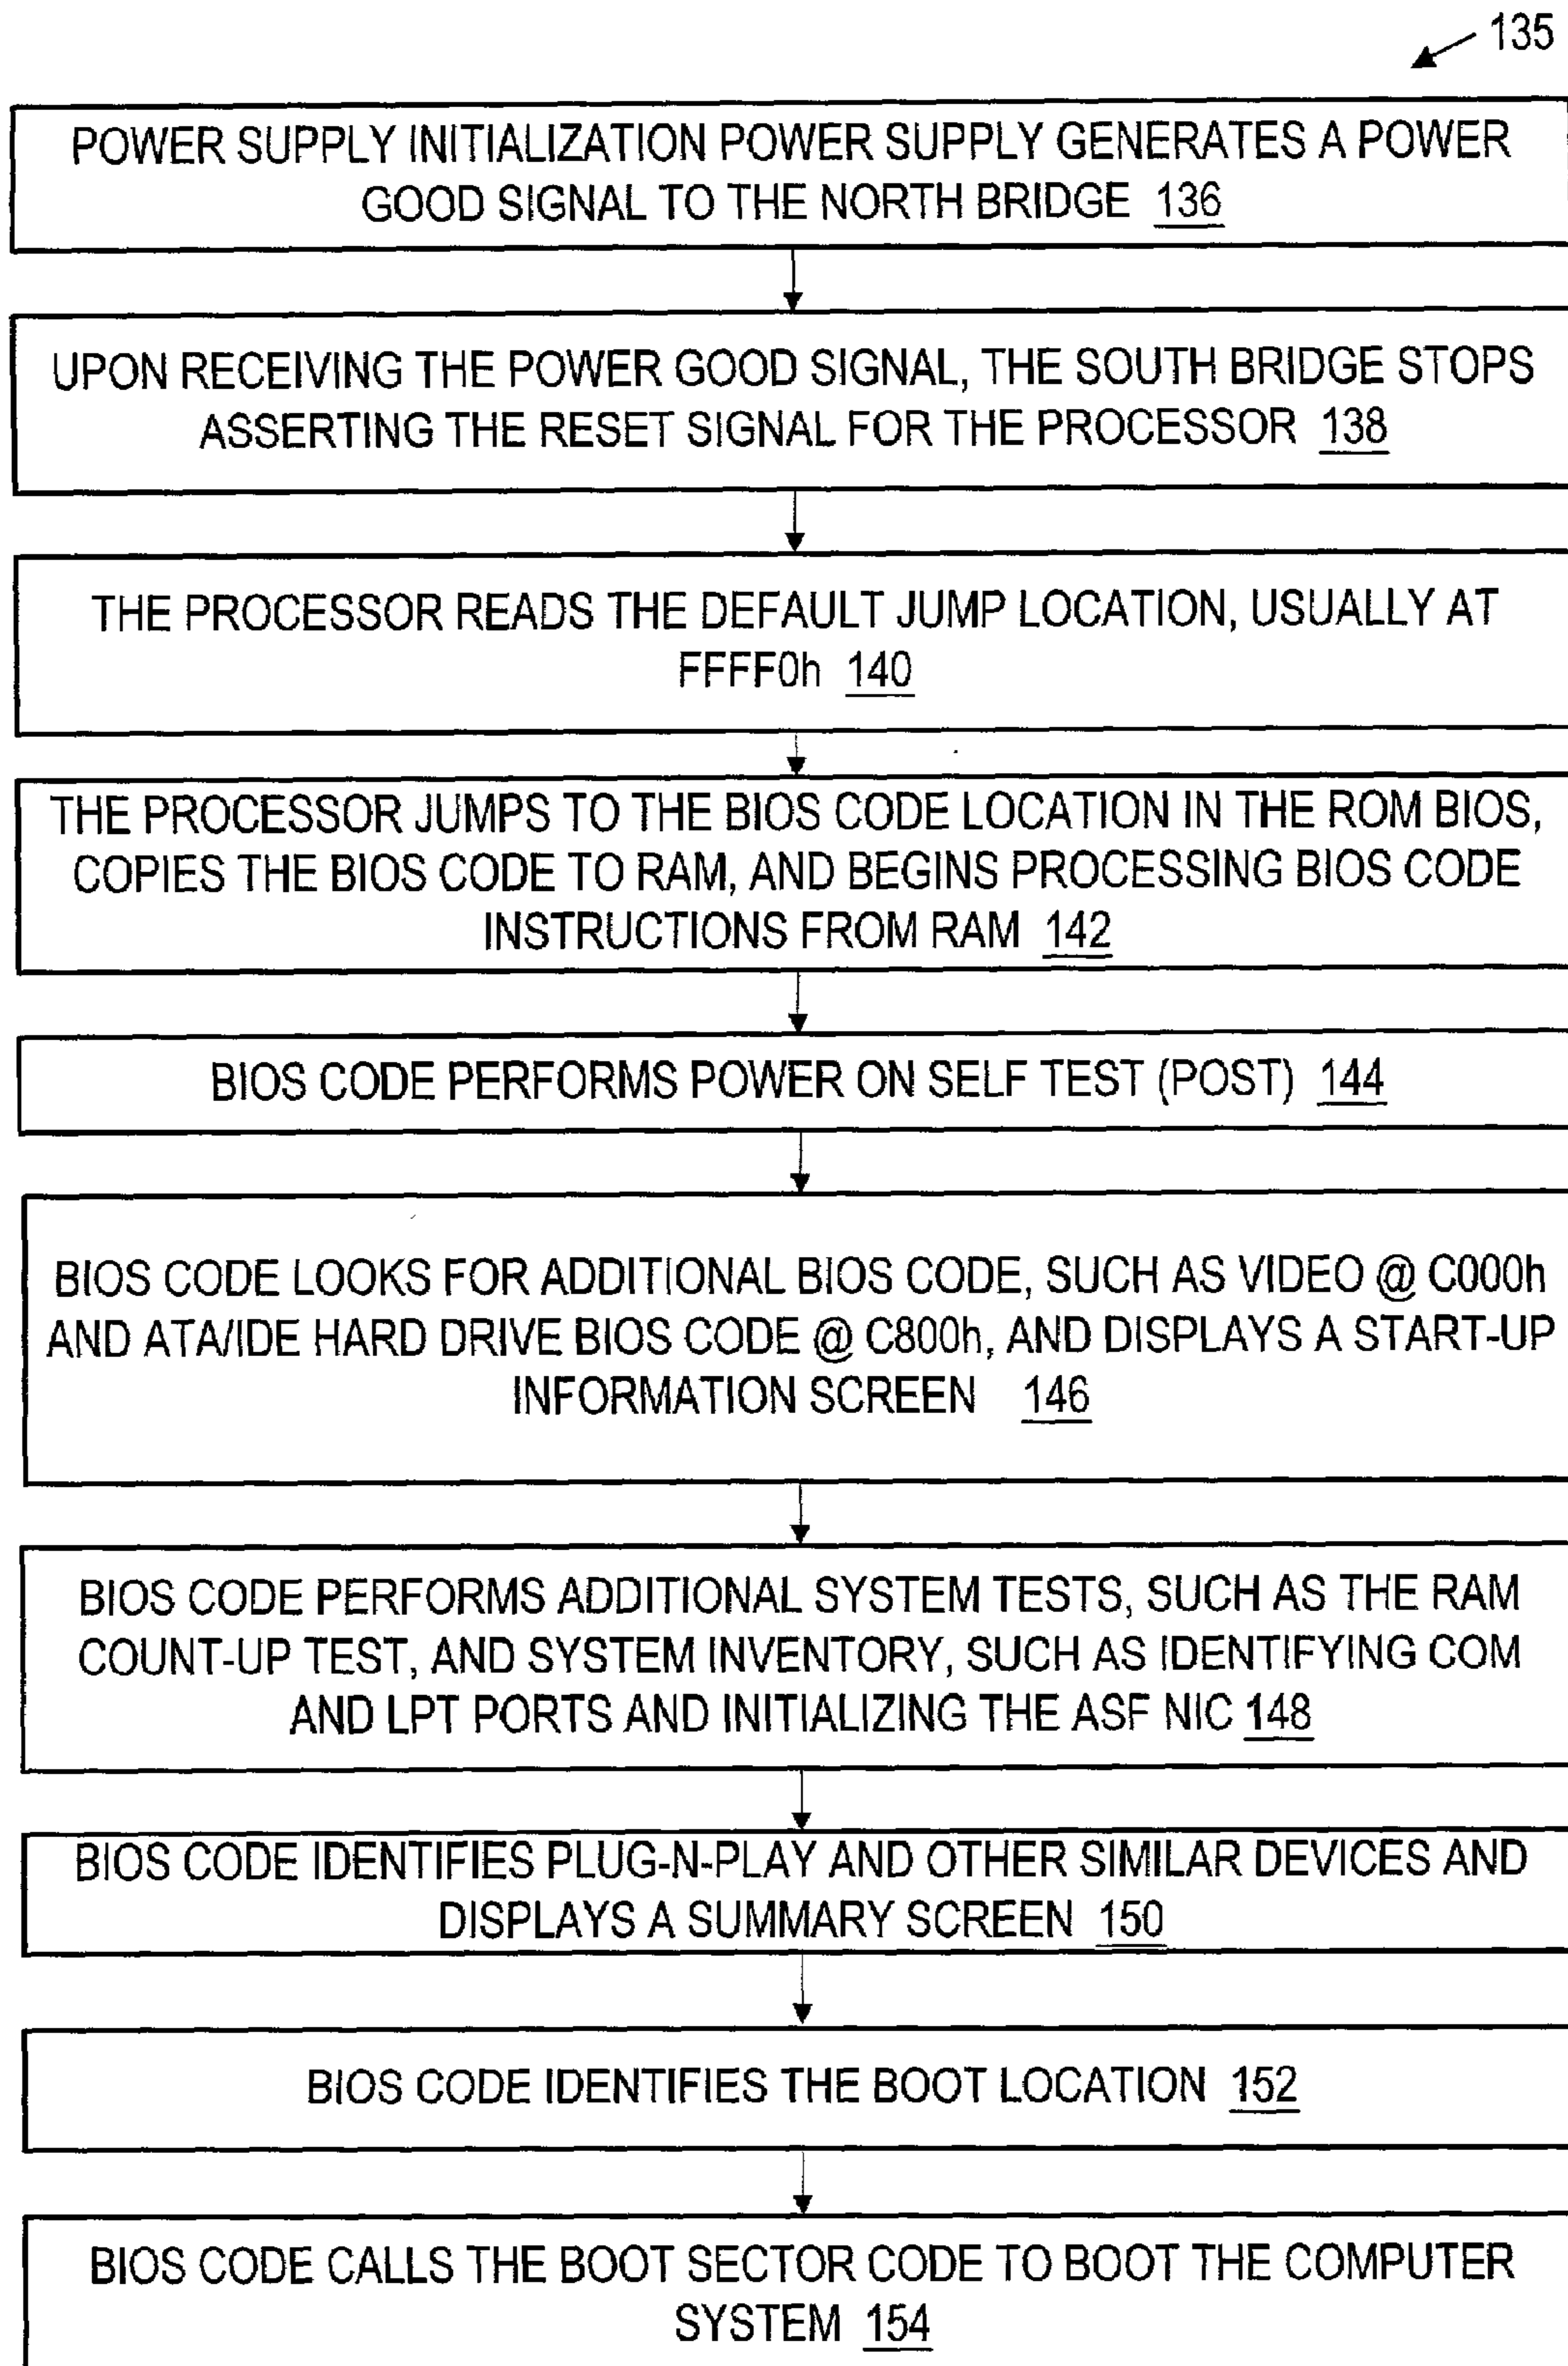 135
POWER SUPPLY INITIALIZATION POWER SUPPLY GENERATES A POWER
GOOD SIGNAL TO THE NORTH BRIDGE 136
UPON RECEIVING THE POWER GOOD SIGNAL, THE SOUTH BRIDGE STOPS
ASSERTING THE RESET SIGNAL FOR THE PROCESSOR 138
THE PROCESSOR READS THE DEFAULT JUMP LOCATION, USUALLY AT
FFFF0h 140
THE PROCESSOR JUMPS TO THE BIOS CODE LOCATION IN THE ROM BIOS,
COPIES THE BIOS CODE TO RAM, AND BEGINS PROCESSING BIOS CODE
INSTRUCTIONS FROM RAM 142
BIOS CODE PERFORMS POWER ON SELF TEST (POST) 144
BIOS CODE LOOKS FOR ADDITIONAL BIOS CODE, SUCH AS VIDEO @ C000h
AND ATA/IDE HARD DRIVE BIOS CODE @ C800h, AND DISPLAYS A START-UP
INFORMATION SCREEN 146
BIOS CODE PERFORMS ADDITIONAL SYSTEM TESTS, SUCH AS THE RAM
COUNT-UP TEST, AND SYSTEM INVENTORY, SUCH AS IDENTIFYING COM
AND LPT PORTS AND INITIALIZING THE ASF NIC 148
BIOS CODE IDENTIFIES PLUG-N-PLAY AND OTHER SIMILAR DEVICES AND
DISPLAYS A SUMMARY SCREEN 150
BIOS CODE IDENTIFIES THE BOOT LOCATION 152
BIOS CODE CALLS THE BOOT SECTOR CODE TO BOOT THE COMPUTER
SYSTEM 154